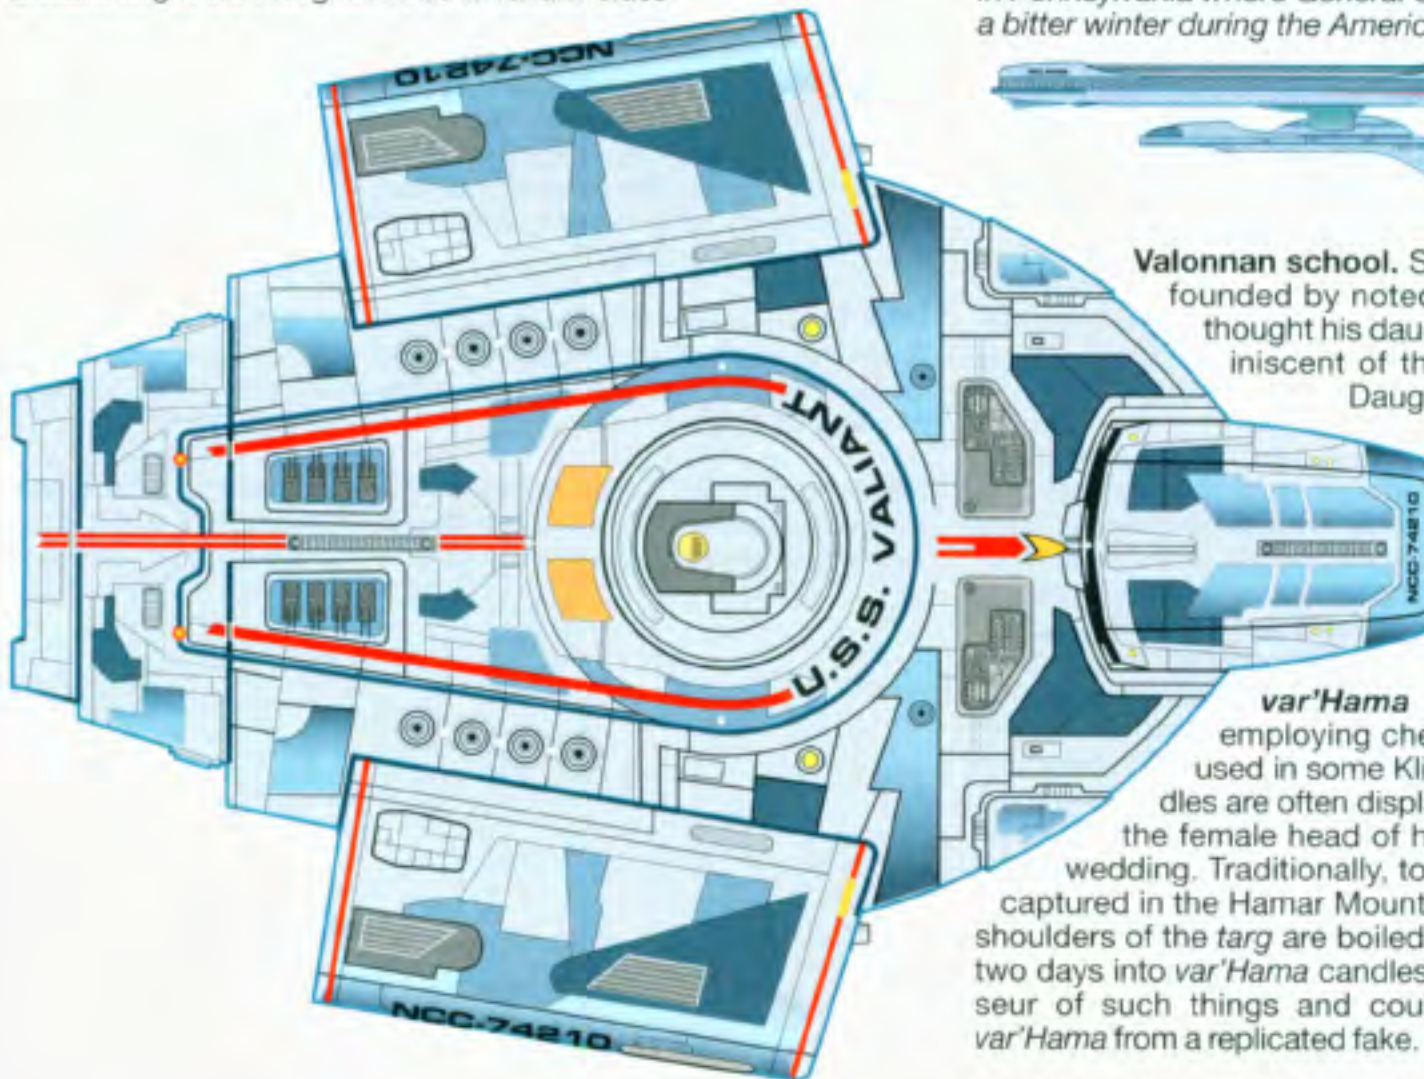 a bitter winter during the Americ
NCC-74210
Valonnan school. S
founded by noted
thought his dau
iniscent of th
Daug
U.S.S. VALIANT
NCC-74210
var'Hama
employing che
used in some Kli
dles are often displ
the female head of h
wedding. Traditionally, to
captured in the Hamar Mount
shoulders of the targ are boiled
two days into var'Hama candles
seur of such things and cou
var'Hama from a replicated fake.
NCC-74210